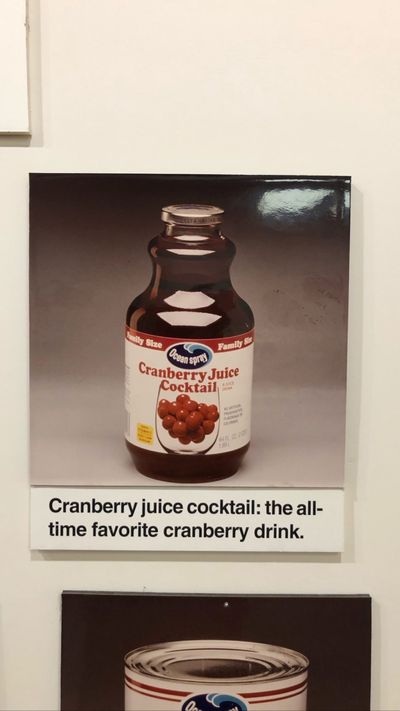 Family Size
Ocean spray
Family Size
Cranberry Juice
Cocktail
Cranberry juice cocktail: the all-
time favorite cranberry drink.